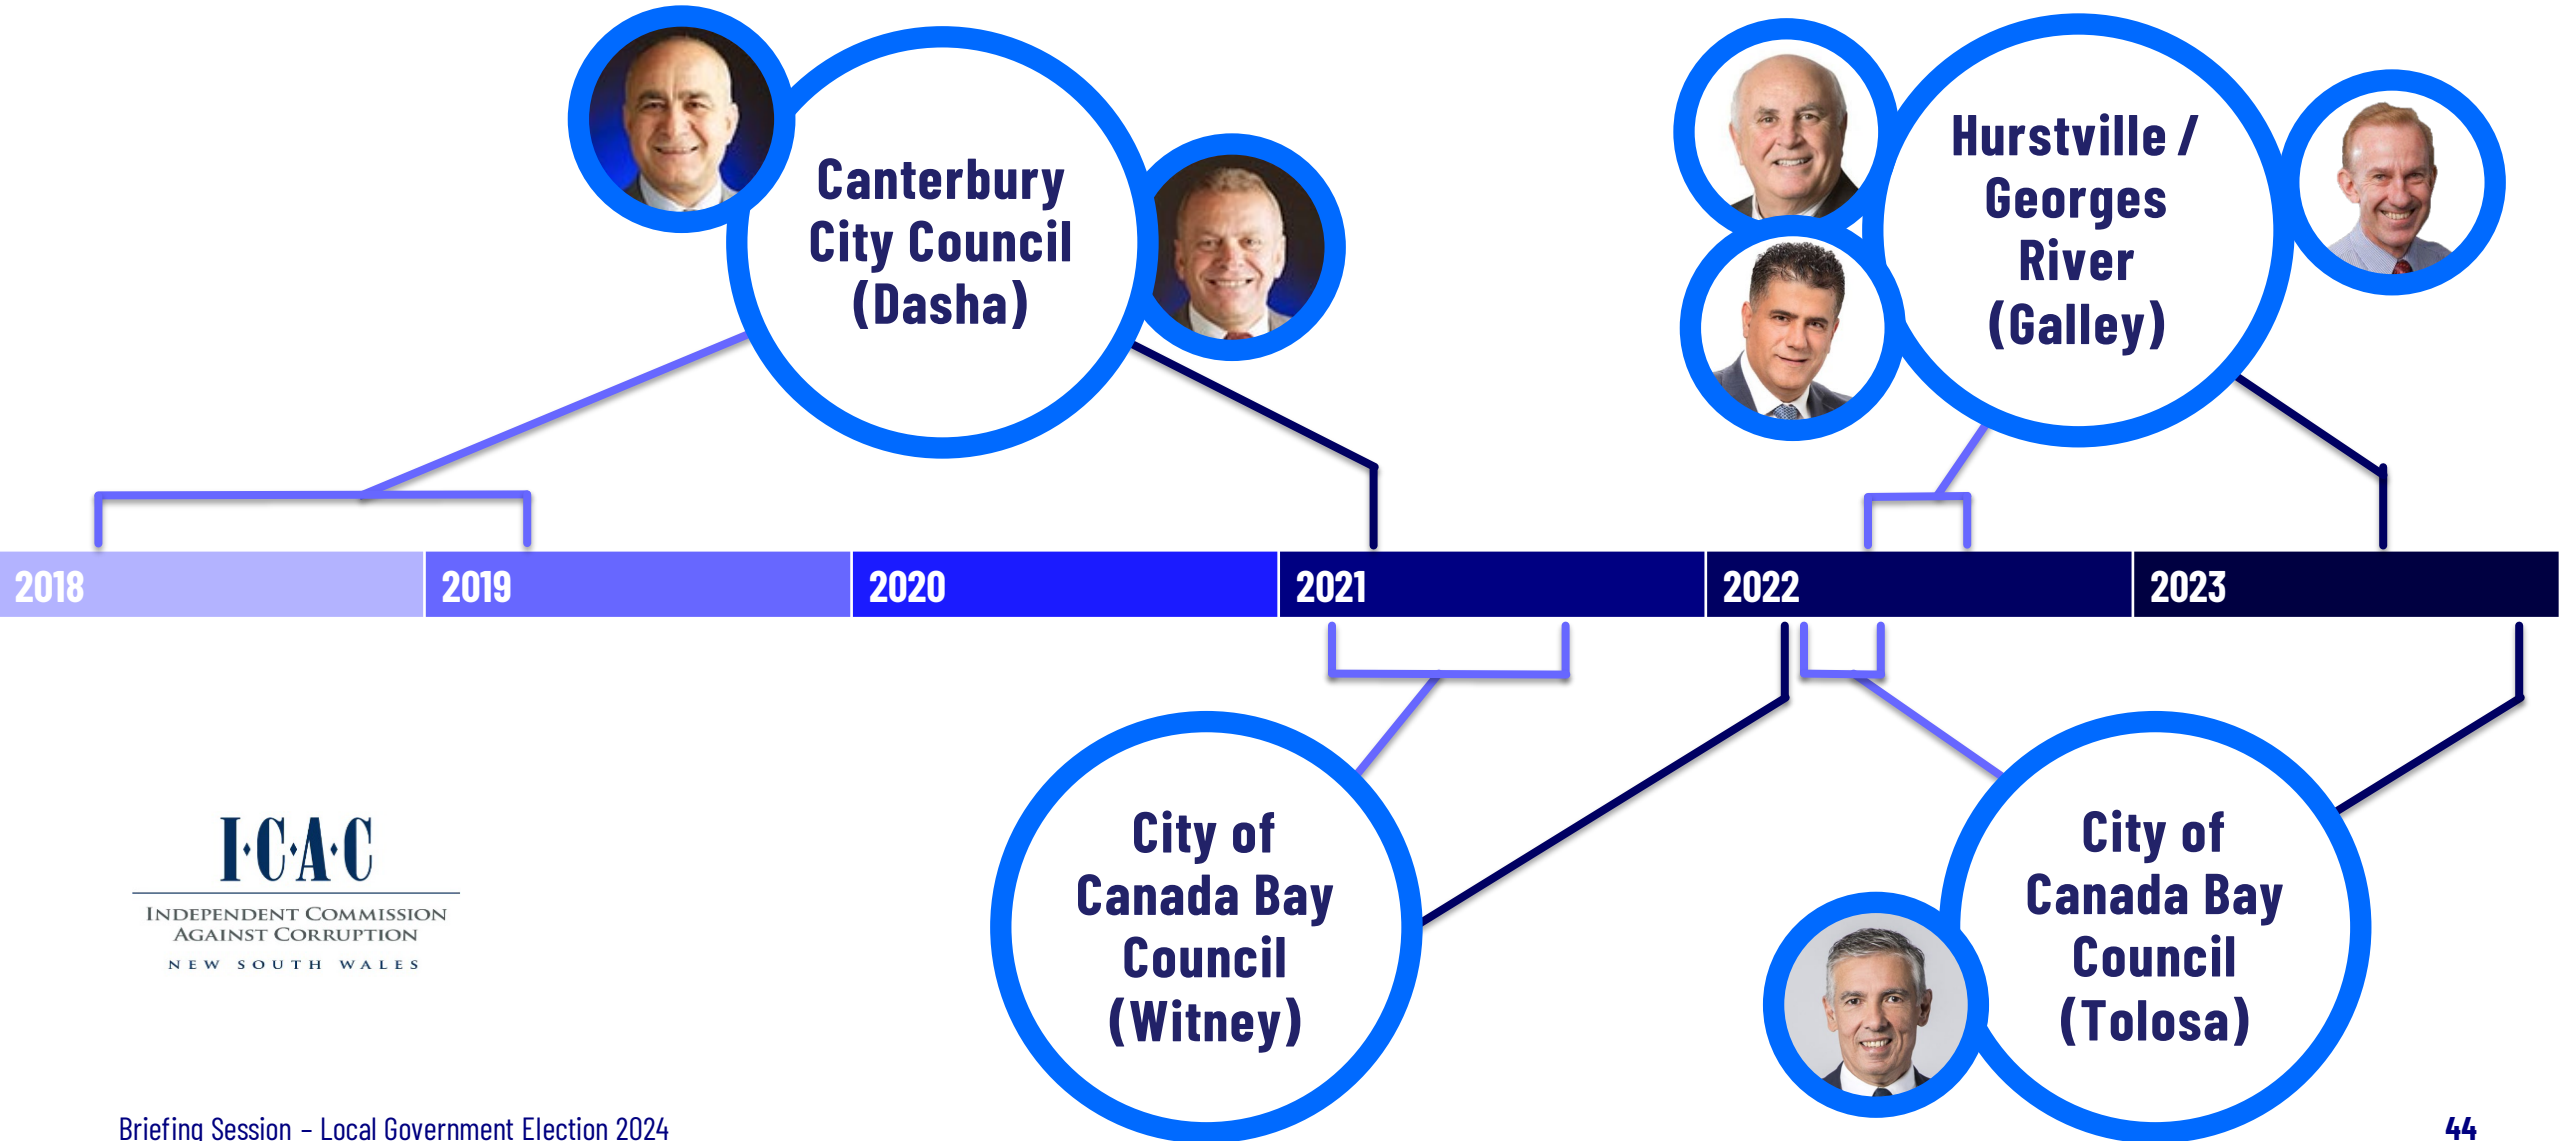 Canterbury
City Council
(Dasha)
Hurstville /
Georges
River
(Galley)
2018
2019
2020
2021
2022
2023
City of
Canada Bay
Council
(Witney)
City of
Canada Bay
Council
(Tolosa)
I·C·A·C
INDEPENDENT COMMISSION
AGAINST CORRUPTION
NEW SOUTH WALES
Briefing Session – Local Government Election 2024
44